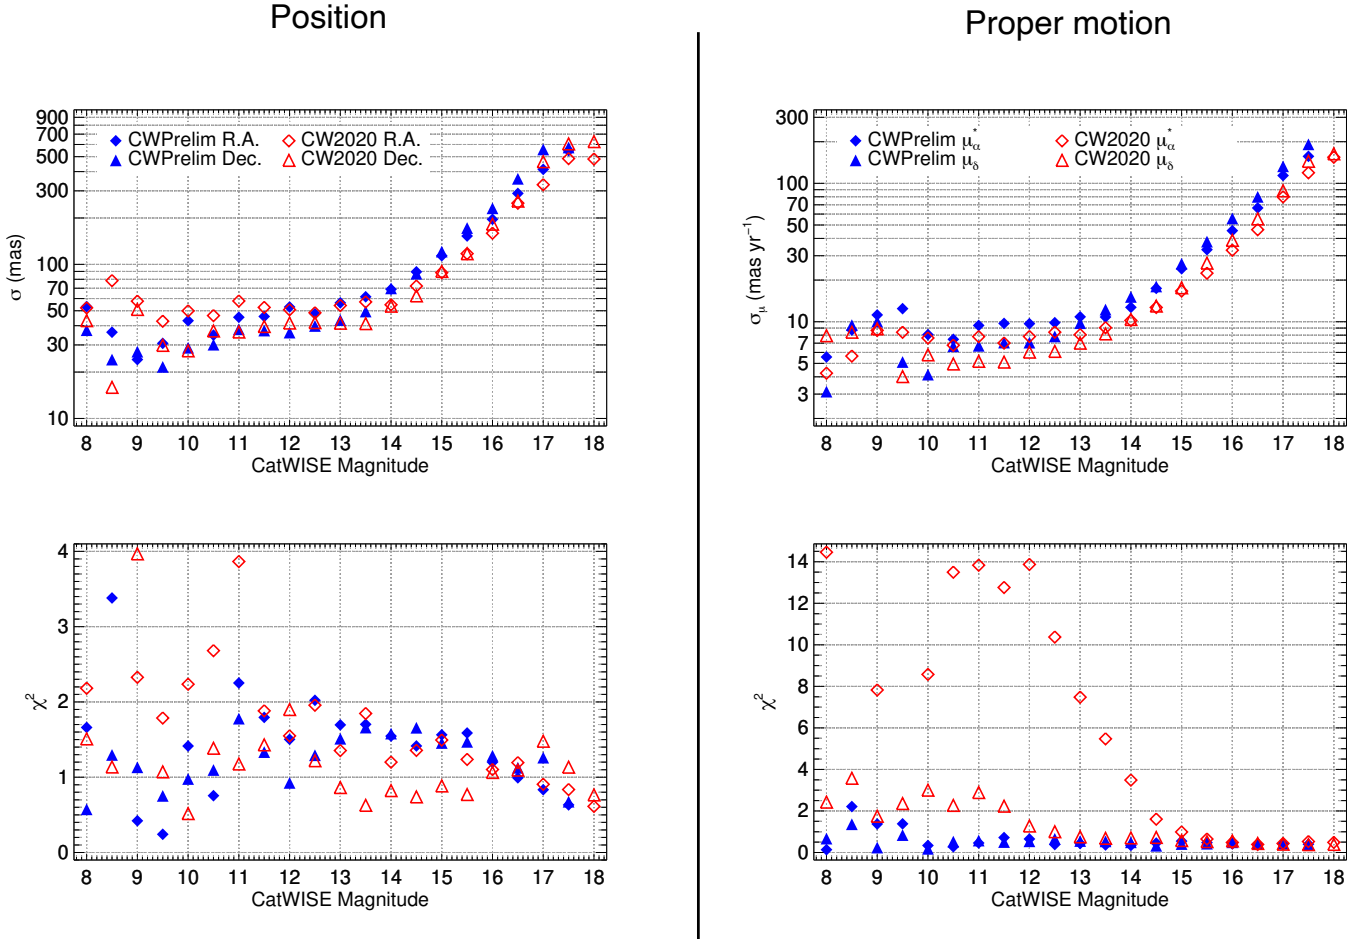 Position
Proper motion
900
700
500
300
100
70
50
30
10
σ (mas)
CWPrelim R.A.
CW2020 R.A.
CWPrelim Dec.
CW2020 Dec.
8 9 10 11 12 13 14 15 16 17 18
CatWISE Magnitude
300
100
70
50
30
10
7
5
3
σμ (mas yr⁻¹)
CWPrelim μ*α
CW2020 μ*α
CWPrelim μδ
CW2020 μδ
8 9 10 11 12 13 14 15 16 17 18
CatWISE Magnitude
4
3
2
1
0
χ²
8 9 10 11 12 13 14 15 16 17 18
CatWISE Magnitude
14
12
10
8
6
4
2
0
χ²
8 9 10 11 12 13 14 15 16 17 18
CatWISE Magnitude